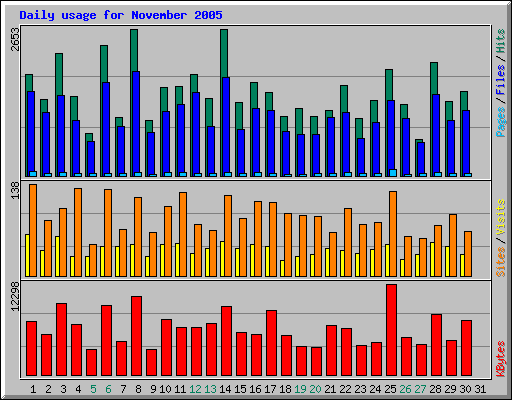 Daily usage for November 2005
2653
Pages / Files / Hits
138
Sites / Visits
12298
KBytes
1 2 3 4 5 6 7 8 9 10 11 12 13 14 15 16 17 18 19 20 21 22 23 24 25 26 27 28 29 30 31